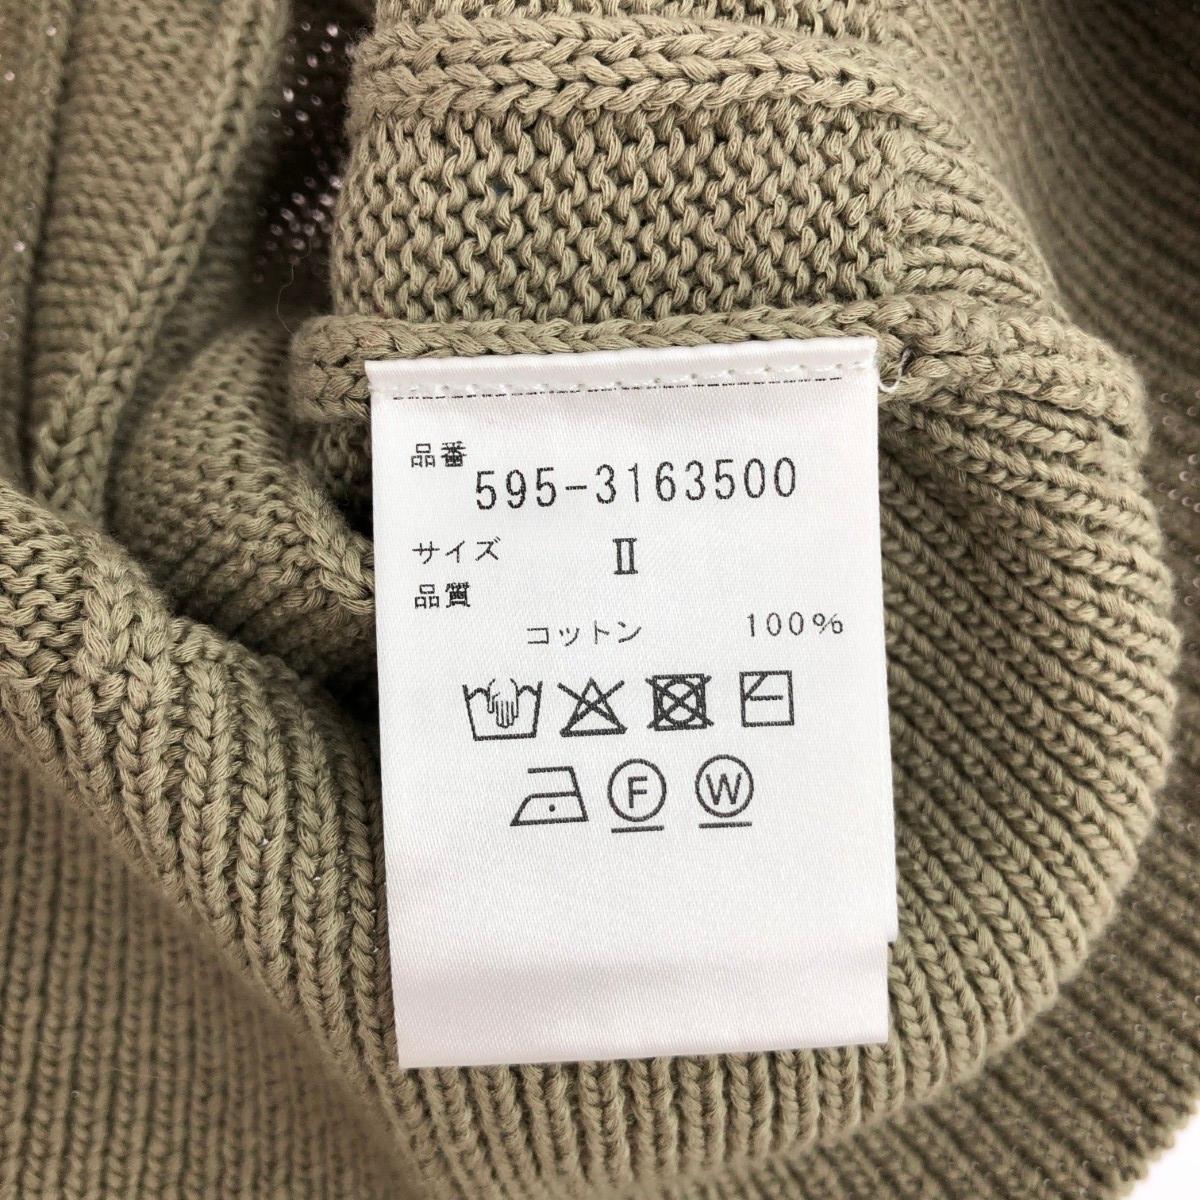 品番
595-3163500
サイズ II
品質
コットン 100%
F W